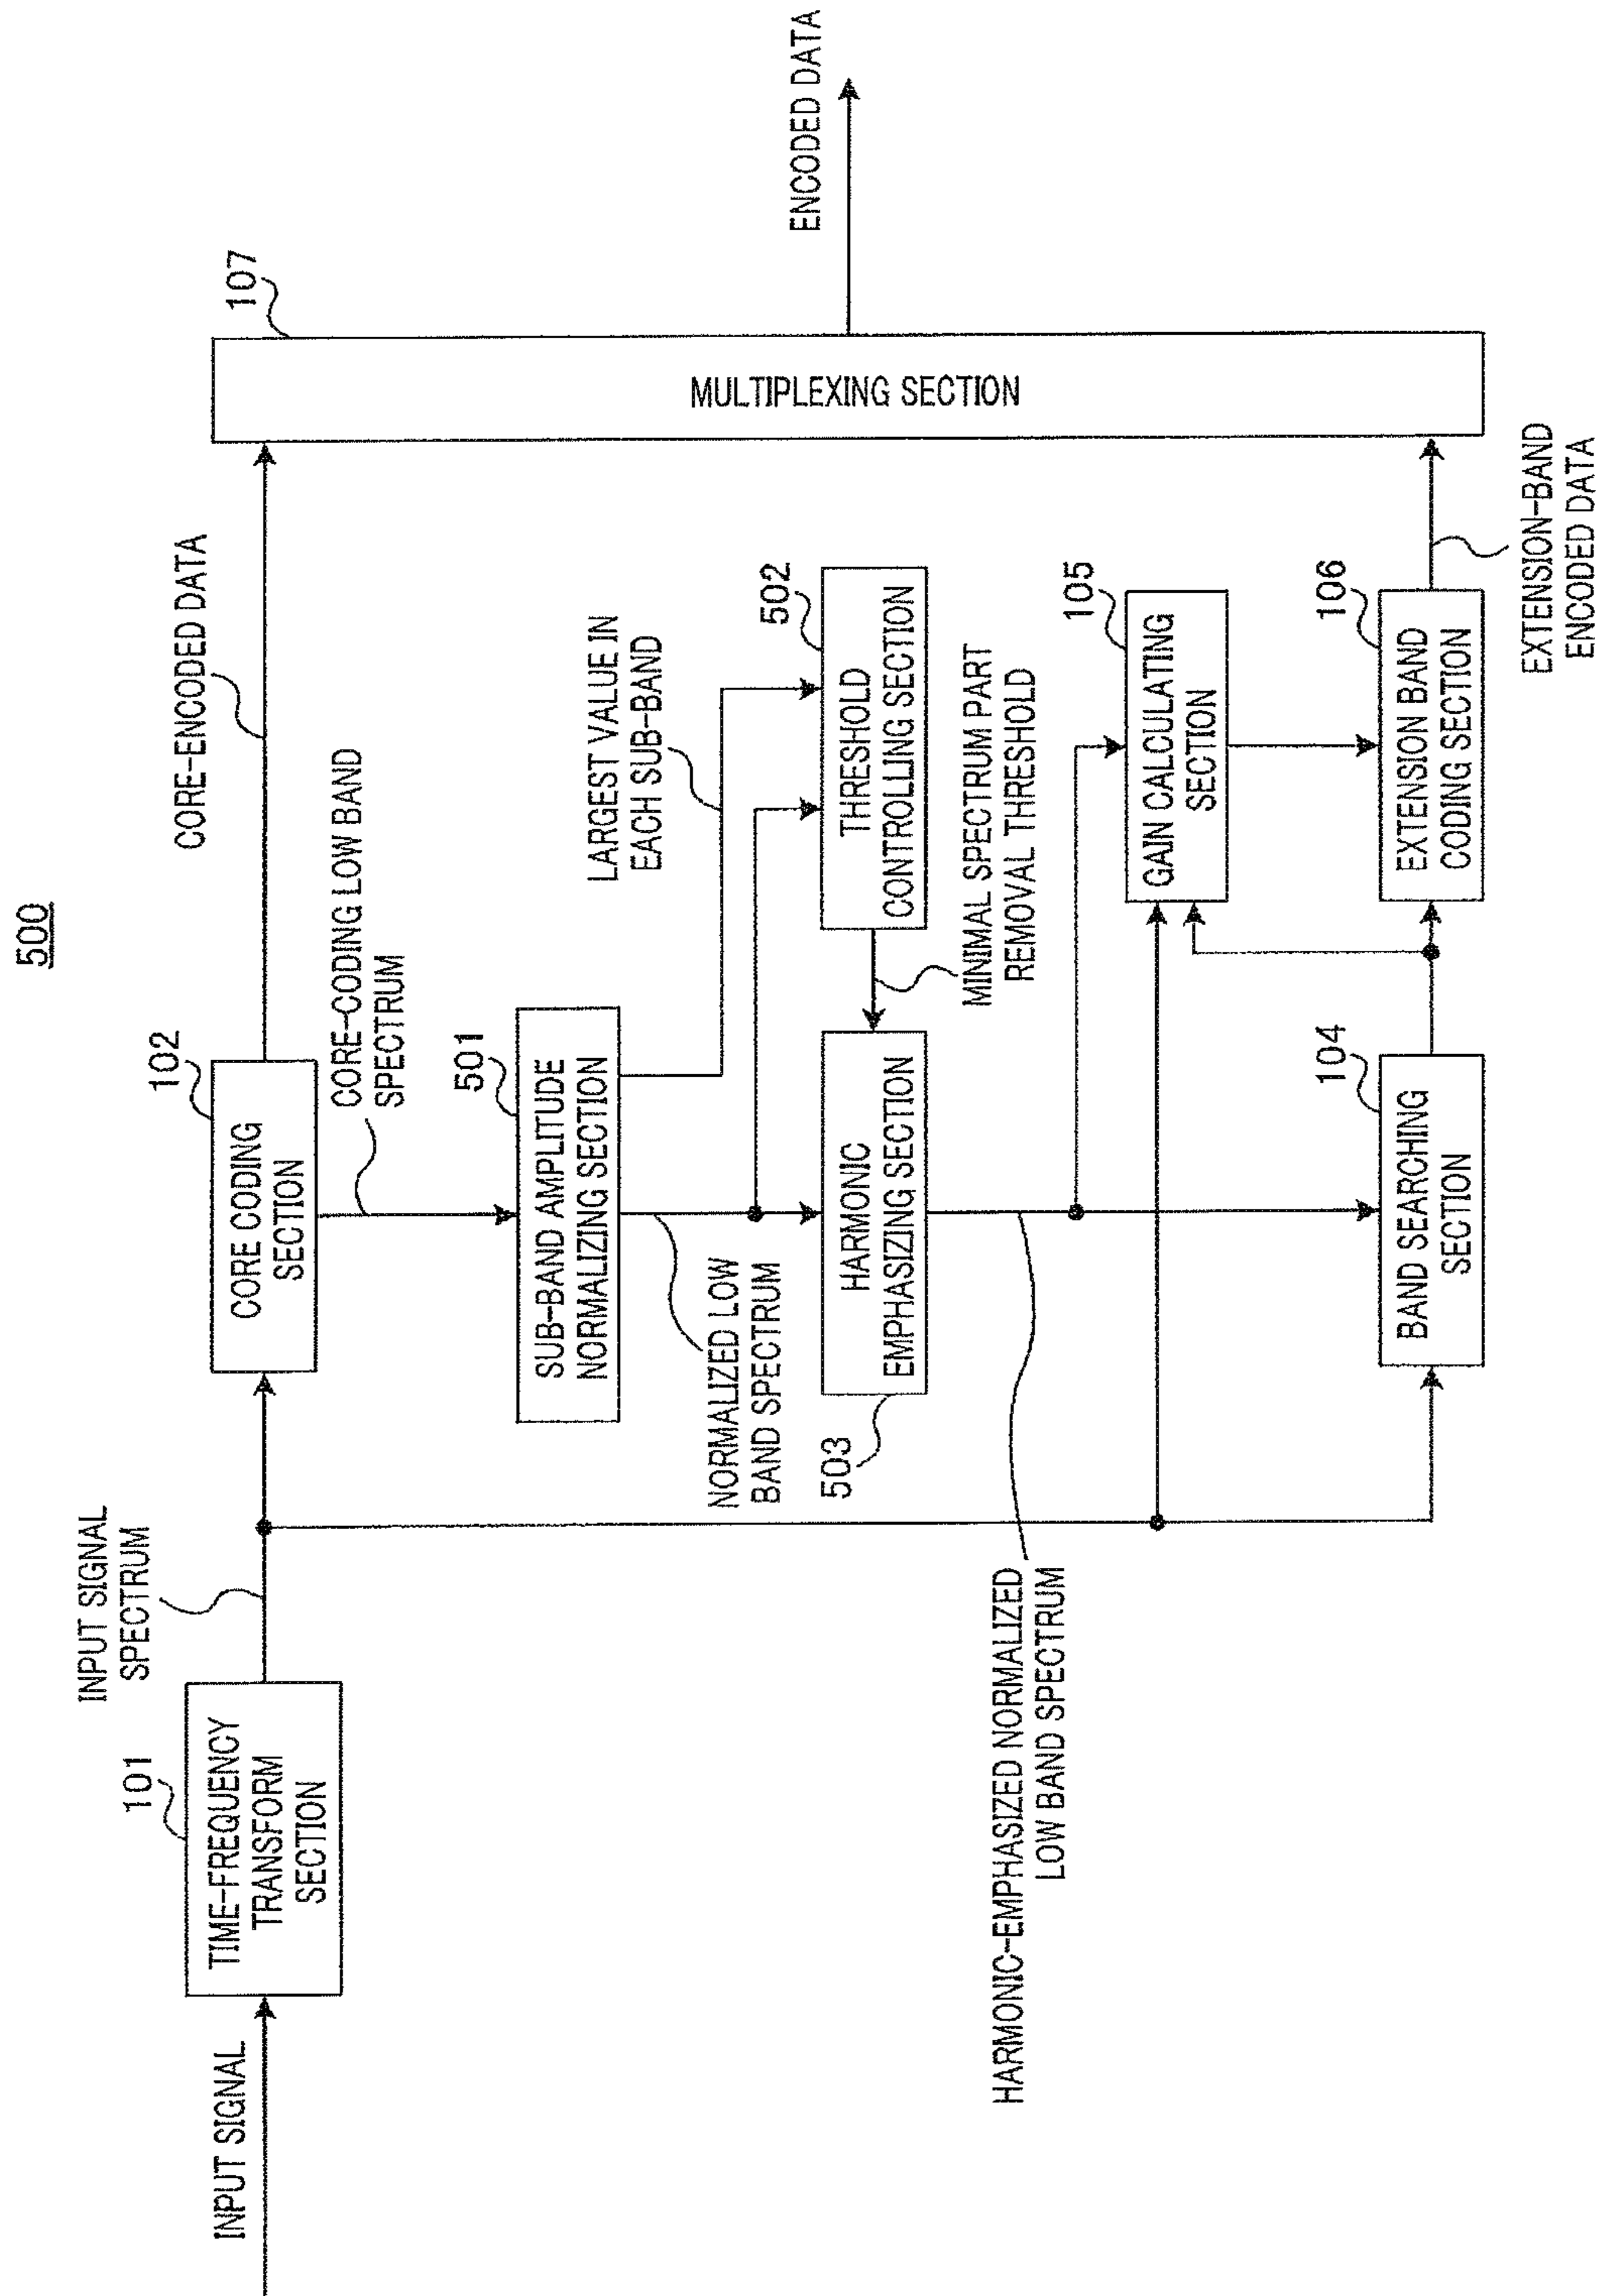 500
INPUT SIGNAL
101
TIME-FREQUENCY
TRANSFORM
SECTION
INPUT SIGNAL
SPECTRUM
102
CORE CODING
SECTION
CORE-ENCODED DATA
CORE-CODING LOW BAND
SPECTRUM
107
MULTIPLEXING SECTION
ENCODED DATA
501
SUB-BAND AMPLITUDE
NORMALIZING SECTION
LARGEST VALUE IN
EACH SUB-BAND
NORMALIZED LOW
BAND SPECTRUM
502
THRESHOLD
CONTROLLING SECTION
503
HARMONIC
EMPHASIZING SECTION
MINIMAL SPECTRUM PART
REMOVAL THRESHOLD
HARMONIC-EMPHASIZED NORMALIZED
LOW BAND SPECTRUM
105
GAIN CALCULATING
SECTION
104
BAND SEARCHING
SECTION
106
EXTENSION BAND
CODING SECTION
EXTENSION-BAND
ENCODED DATA